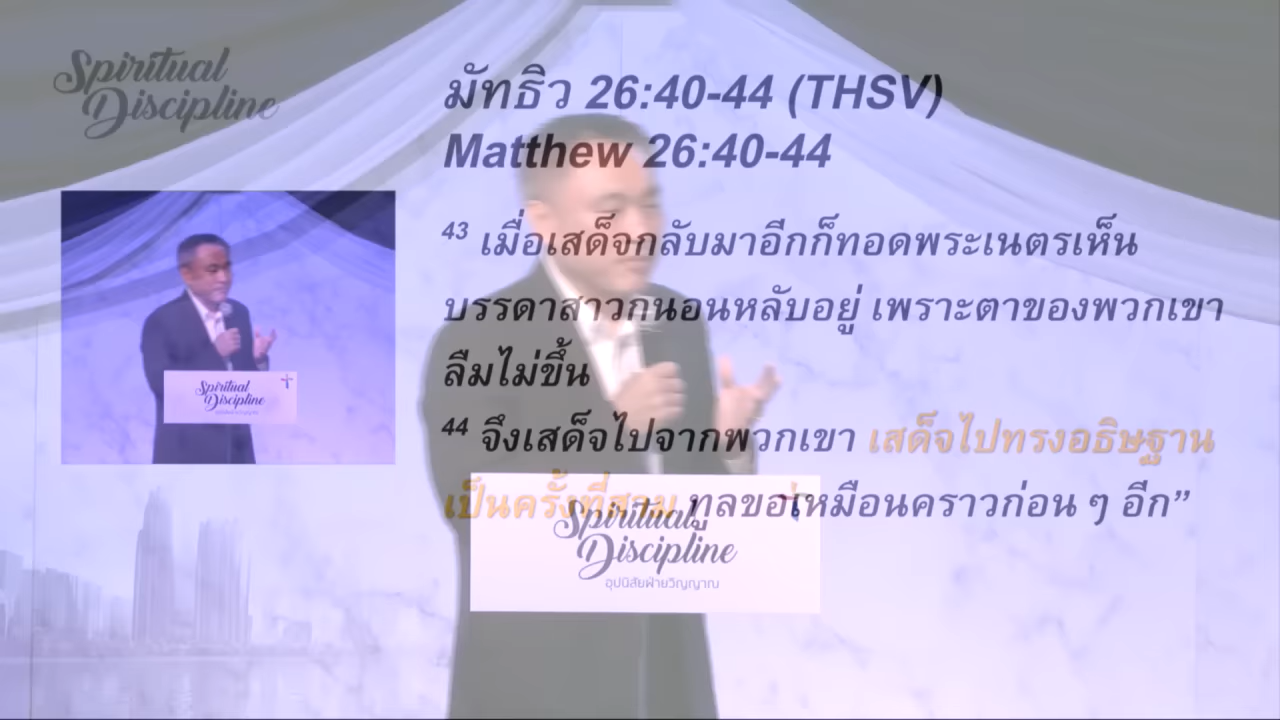 Spiritual
Discipline
มัทธิว 26:40-44 (THSV)
Matthew 26:40-44
43 เมื่อเสด็จกลับมาอีกก็ทอดพระเนตรเห็น
บรรดาสาวกนอนหลับอยู่ เพราะตาของพวกเขา
ลืมไม่ขึ้น
44 จึงเสด็จไปจากพวกเขา เสด็จไปทรงอธิษฐาน
เป็นครั้งที่สาม ทูลขอเหมือนคราวก่อน ๆ อีก”
Spiritual
Discipline
Spiritual
Discipline
อุปนิสัยฝ่ายวิญญาณ